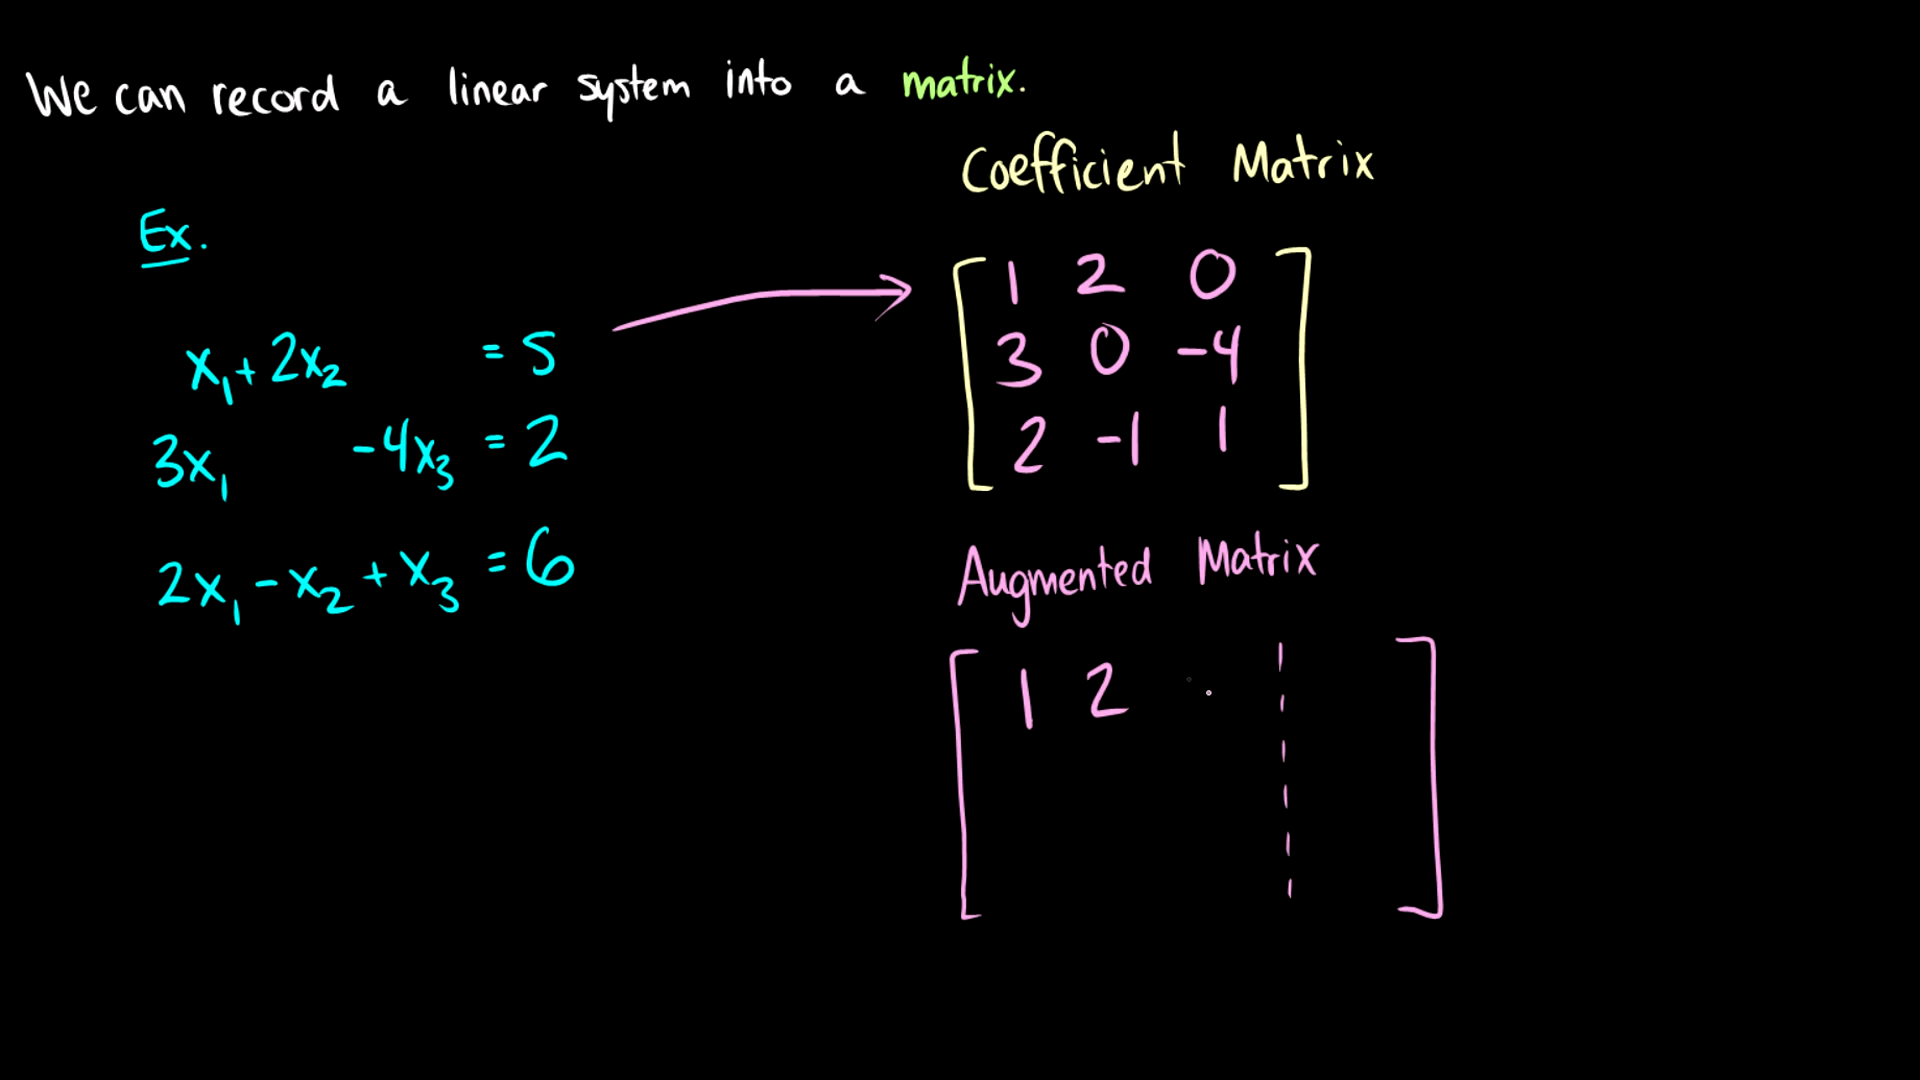 We can record a linear system into a matrix.
Coefficient Matrix
Ex.
x₁ + 2x₂ = 5
3x₁ -4x₃ = 2
2x₁ - x₂ + x₃ = 6
1 2 0
3 0 -4
2 -1 1
Augmented Matrix
1 2